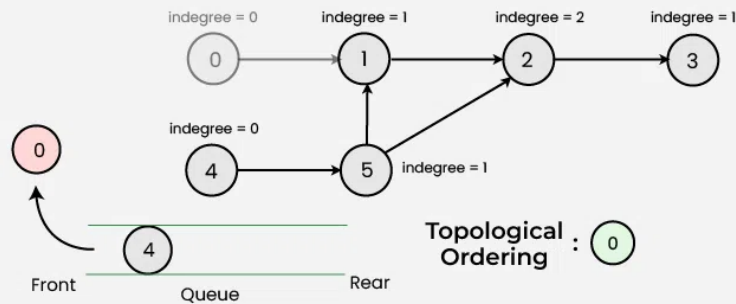 indegree = 0
indegree = 1
indegree = 2
indegree = 1
0
1
2
3
indegree = 0
0
4
5
indegree = 1
4
Topological
Ordering
:
0
Front
Queue
Rear